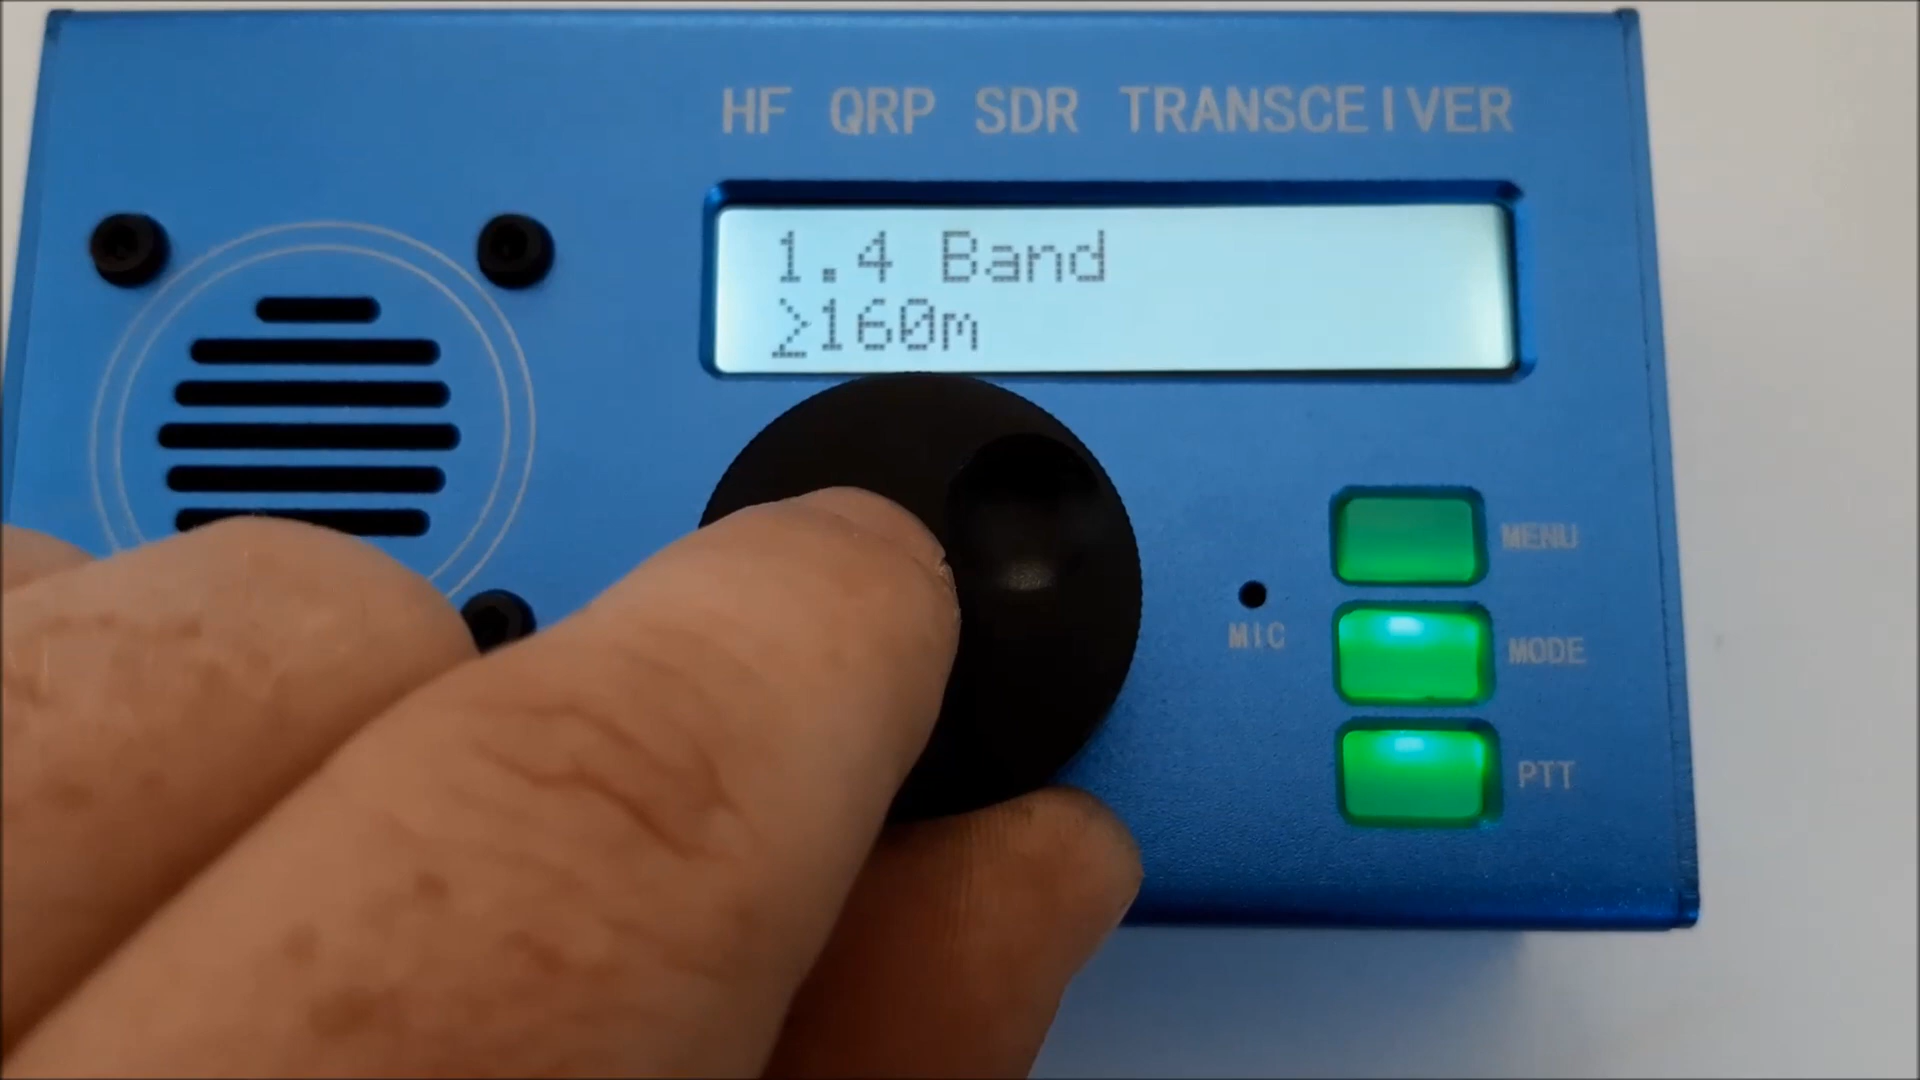 HF QRP SDR TRANSCEIVER
1.4 Band
>160m
MENU
MIC
MODE
PTT